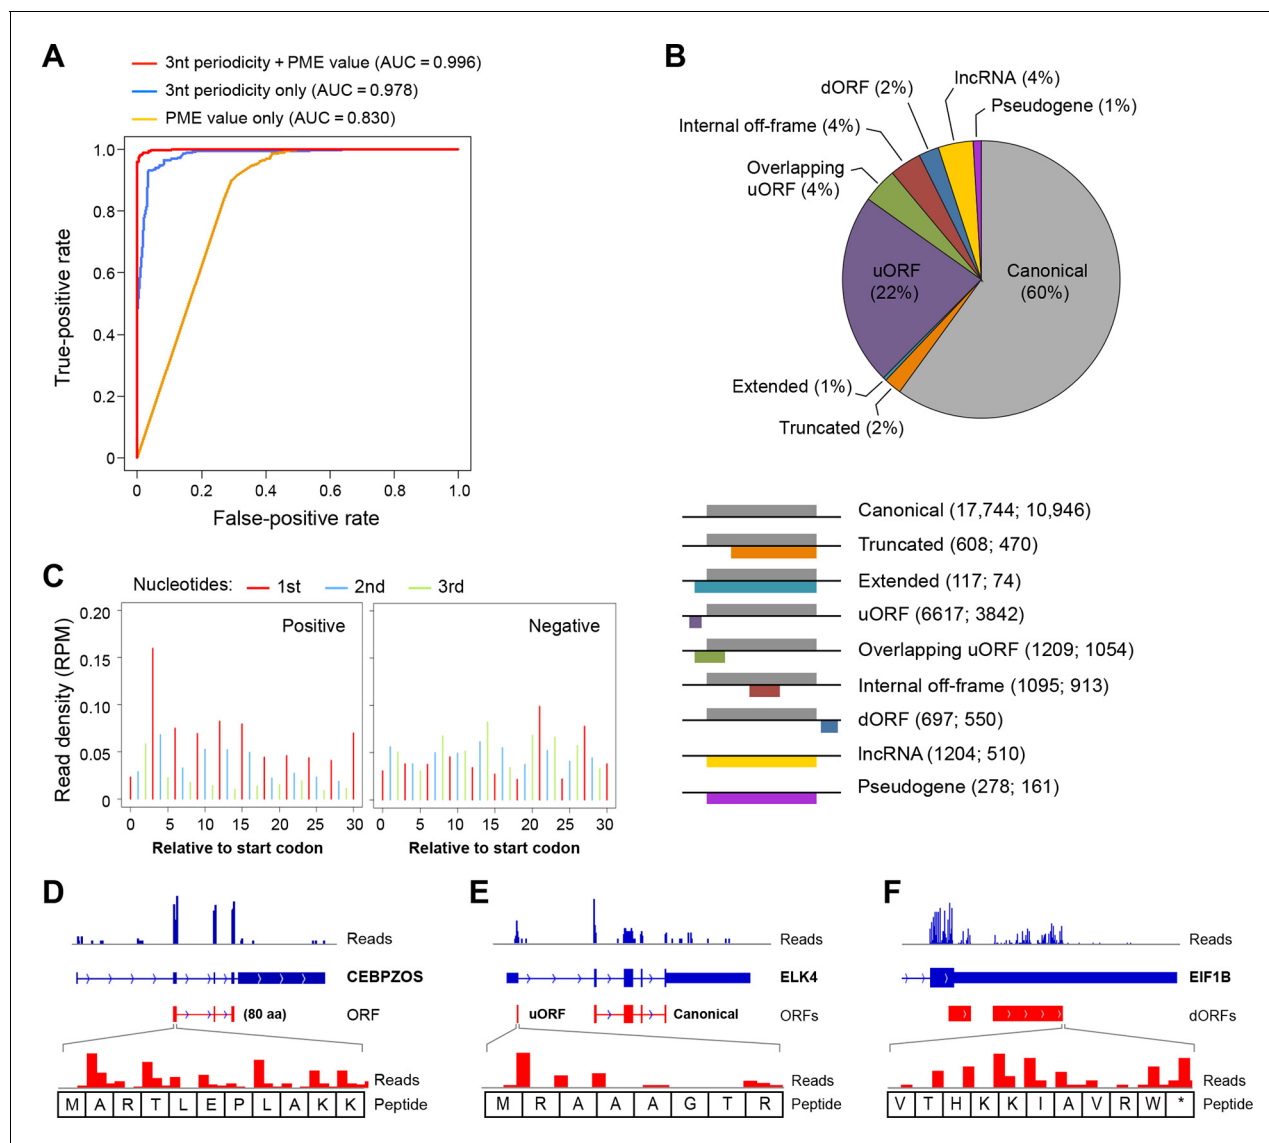 A
3nt periodicity + PME value (AUC = 0.996)
3nt periodicity only (AUC = 0.978)
PME value only (AUC = 0.830)
True-positive rate
1.0
0.8
0.6
0.4
0.2
0
0 0.2 0.4 0.6 0.8 1.0
False-positive rate
B
lncRNA (4%)
dORF (2%)
Pseudogene (1%)
Internal off-frame (4%)
Overlapping
uORF (4%)
uORF
(22%)
Canonical
(60%)
Extended (1%)
Truncated (2%)
Canonical (17,744; 10,946)
Truncated (608; 470)
Extended (117; 74)
uORF (6617; 3842)
Overlapping uORF (1209; 1054)
Internal off-frame (1095; 913)
dORF (697; 550)
lncRNA (1204; 510)
Pseudogene (278; 161)
C
Nucleotides: 1st 2nd 3rd
Read density (RPM)
0.20
0.15
0.10
0.05
0
Positive
Negative
0 5 10 15 20 25 30
0 5 10 15 20 25 30
Relative to start codon
Relative to start codon
D
Reads
CEBPZOS
(80 aa) ORF
Reads
M A R T L E P L A K K Peptide
E
Reads
ELK4
uORF Canonical ORFs
Reads
M R A A A G T R Peptide
F
Reads
EIF1B
dORFs
Reads
V T H K K I A V R W * Peptide